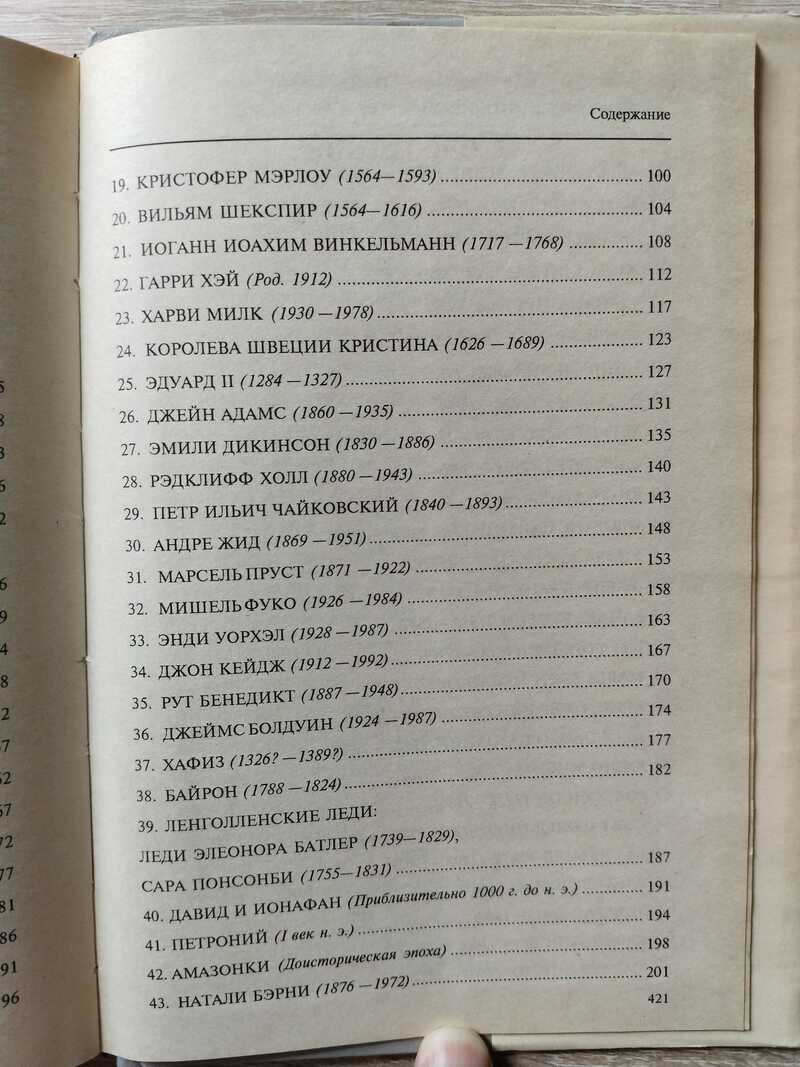 Содержание
19. КРИСТОФЕР МЭРЛОУ (1564—1593) 100
20. ВИЛЬЯМ ШЕКСПИР (1564—1616) 104
21. ИОГАНН ИОАХИМ ВИНКЕЛЬМАНН (1717—1768) 108
22. ГАРРИ ХЭЙ (Род. 1912) 112
23. ХАРВИ МИЛК (1930—1978) 117
24. КОРОЛЕВА ШВЕЦИИ КРИСТИНА (1626—1689) 123
25. ЭДУАРД II (1284—1327) 127
26. ДЖЕЙН АДАМС (1860—1935) 131
27. ЭМИЛИ ДИКИНСОН (1830—1886) 135
28. РЭДКЛИФФ ХОЛЛ (1880—1943) 140
29. ПЕТР ИЛЬИЧ ЧАЙКОВСКИЙ (1840—1893) 143
30. АНДРЕ ЖИД (1869—1951) 148
31. МАРСЕЛЬ ПРУСТ (1871—1922) 153
32. МИШЕЛЬ ФУКО (1926—1984) 158
33. ЭНДИ УОРХЭЛ (1928—1987) 163
34. ДЖОН КЕЙДЖ (1912—1992) 167
35. РУТ БЕНЕДИКТ (1887—1948) 170
36. ДЖЕЙМС БОЛДУИН (1924—1987) 174
37. ХАФИЗ (1326?—1389?) 177
38. БАЙРОН (1788—1824) 182
39. ЛЕНГОЛЛЕНСКИЕ ЛЕДИ:
ЛЕДИ ЭЛЕОНОРА БАТЛЕР (1739—1829),
САРА ПОНСОНБИ (1755—1831) 187
40. ДАВИД И ИОНАФАН (Приблизительно 1000 г. до н. э.) 191
41. ПЕТРОНИЙ (I век н. э.) 194
42. АМАЗОНКИ (Доисторическая эпоха) 198
43. НАТАЛИ БЭРНИ (1876—1972) 201
421